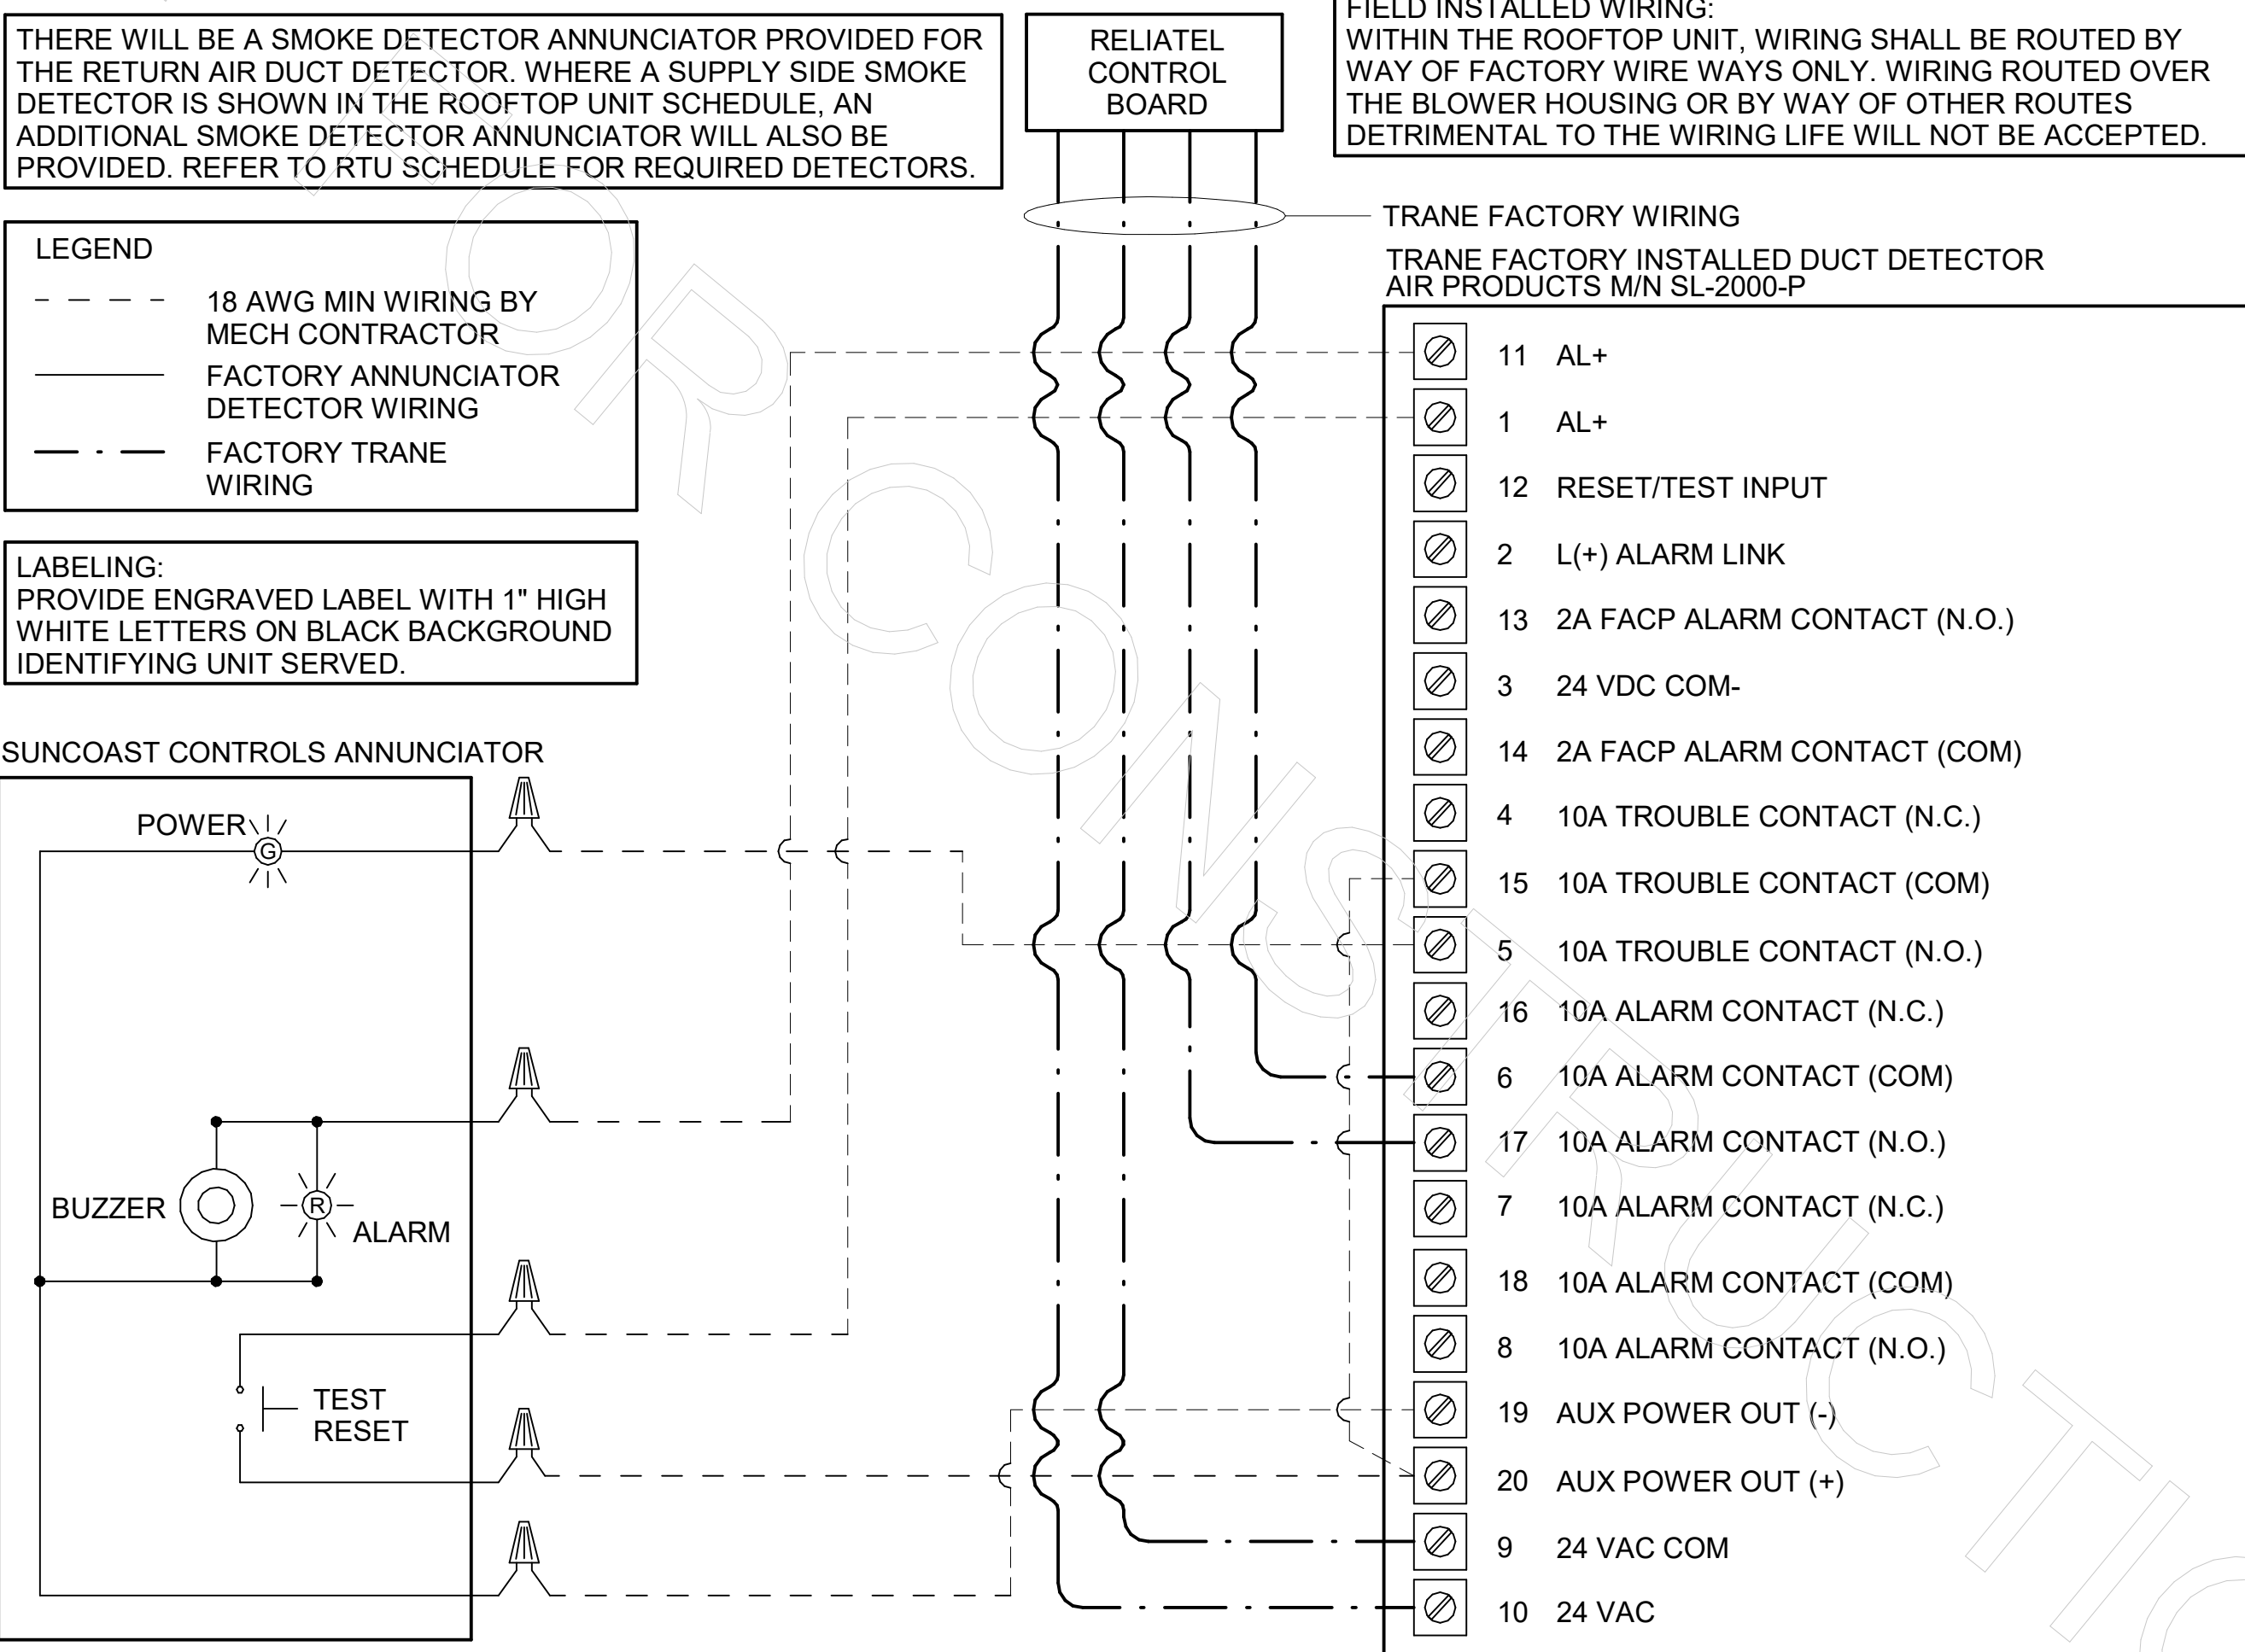 THERE WILL BE A SMOKE DETECTOR ANNUNCIATOR PROVIDED FOR
THE RETURN AIR DUCT DETECTOR. WHERE A SUPPLY SIDE SMOKE
DETECTOR IS SHOWN IN THE ROOFTOP UNIT SCHEDULE, AN
ADDITIONAL SMOKE DETECTOR ANNUNCIATOR WILL ALSO BE
PROVIDED. REFER TO RTU SCHEDULE FOR REQUIRED DETECTORS.
RELIATEL
CONTROL
BOARD
FIELD INSTALLED WIRING:
WITHIN THE ROOFTOP UNIT, WIRING SHALL BE ROUTED BY
WAY OF FACTORY WIRE WAYS ONLY. WIRING ROUTED OVER
THE BLOWER HOUSING OR BY WAY OF OTHER ROUTES
DETRIMENTAL TO THE WIRING LIFE WILL NOT BE ACCEPTED.
LEGEND
18 AWG MIN WIRING BY
MECH CONTRACTOR
FACTORY ANNUNCIATOR
DETECTOR WIRING
FACTORY TRANE
WIRING
LABELING:
PROVIDE ENGRAVED LABEL WITH 1" HIGH
WHITE LETTERS ON BLACK BACKGROUND
IDENTIFYING UNIT SERVED.
TRANE FACTORY WIRING
TRANE FACTORY INSTALLED DUCT DETECTOR
AIR PRODUCTS M/N SL-2000-P
11 AL+
1 AL+
12 RESET/TEST INPUT
2 L(+) ALARM LINK
13 2A FACP ALARM CONTACT (N.O.)
3 24 VDC COM-
14 2A FACP ALARM CONTACT (COM)
4 10A TROUBLE CONTACT (N.C.)
15 10A TROUBLE CONTACT (COM)
5 10A TROUBLE CONTACT (N.O.)
16 10A ALARM CONTACT (N.C.)
6 10A ALARM CONTACT (COM)
17 10A ALARM CONTACT (N.O.)
7 10A ALARM CONTACT (N.C.)
18 10A ALARM CONTACT (COM)
8 10A ALARM CONTACT (N.O.)
19 AUX POWER OUT (-)
20 AUX POWER OUT (+)
9 24 VAC COM
10 24 VAC
SUNCOAST CONTROLS ANNUNCIATOR
POWER
G
BUZZER
R
ALARM
TEST
RESET
FOR CONSTRUCTIO